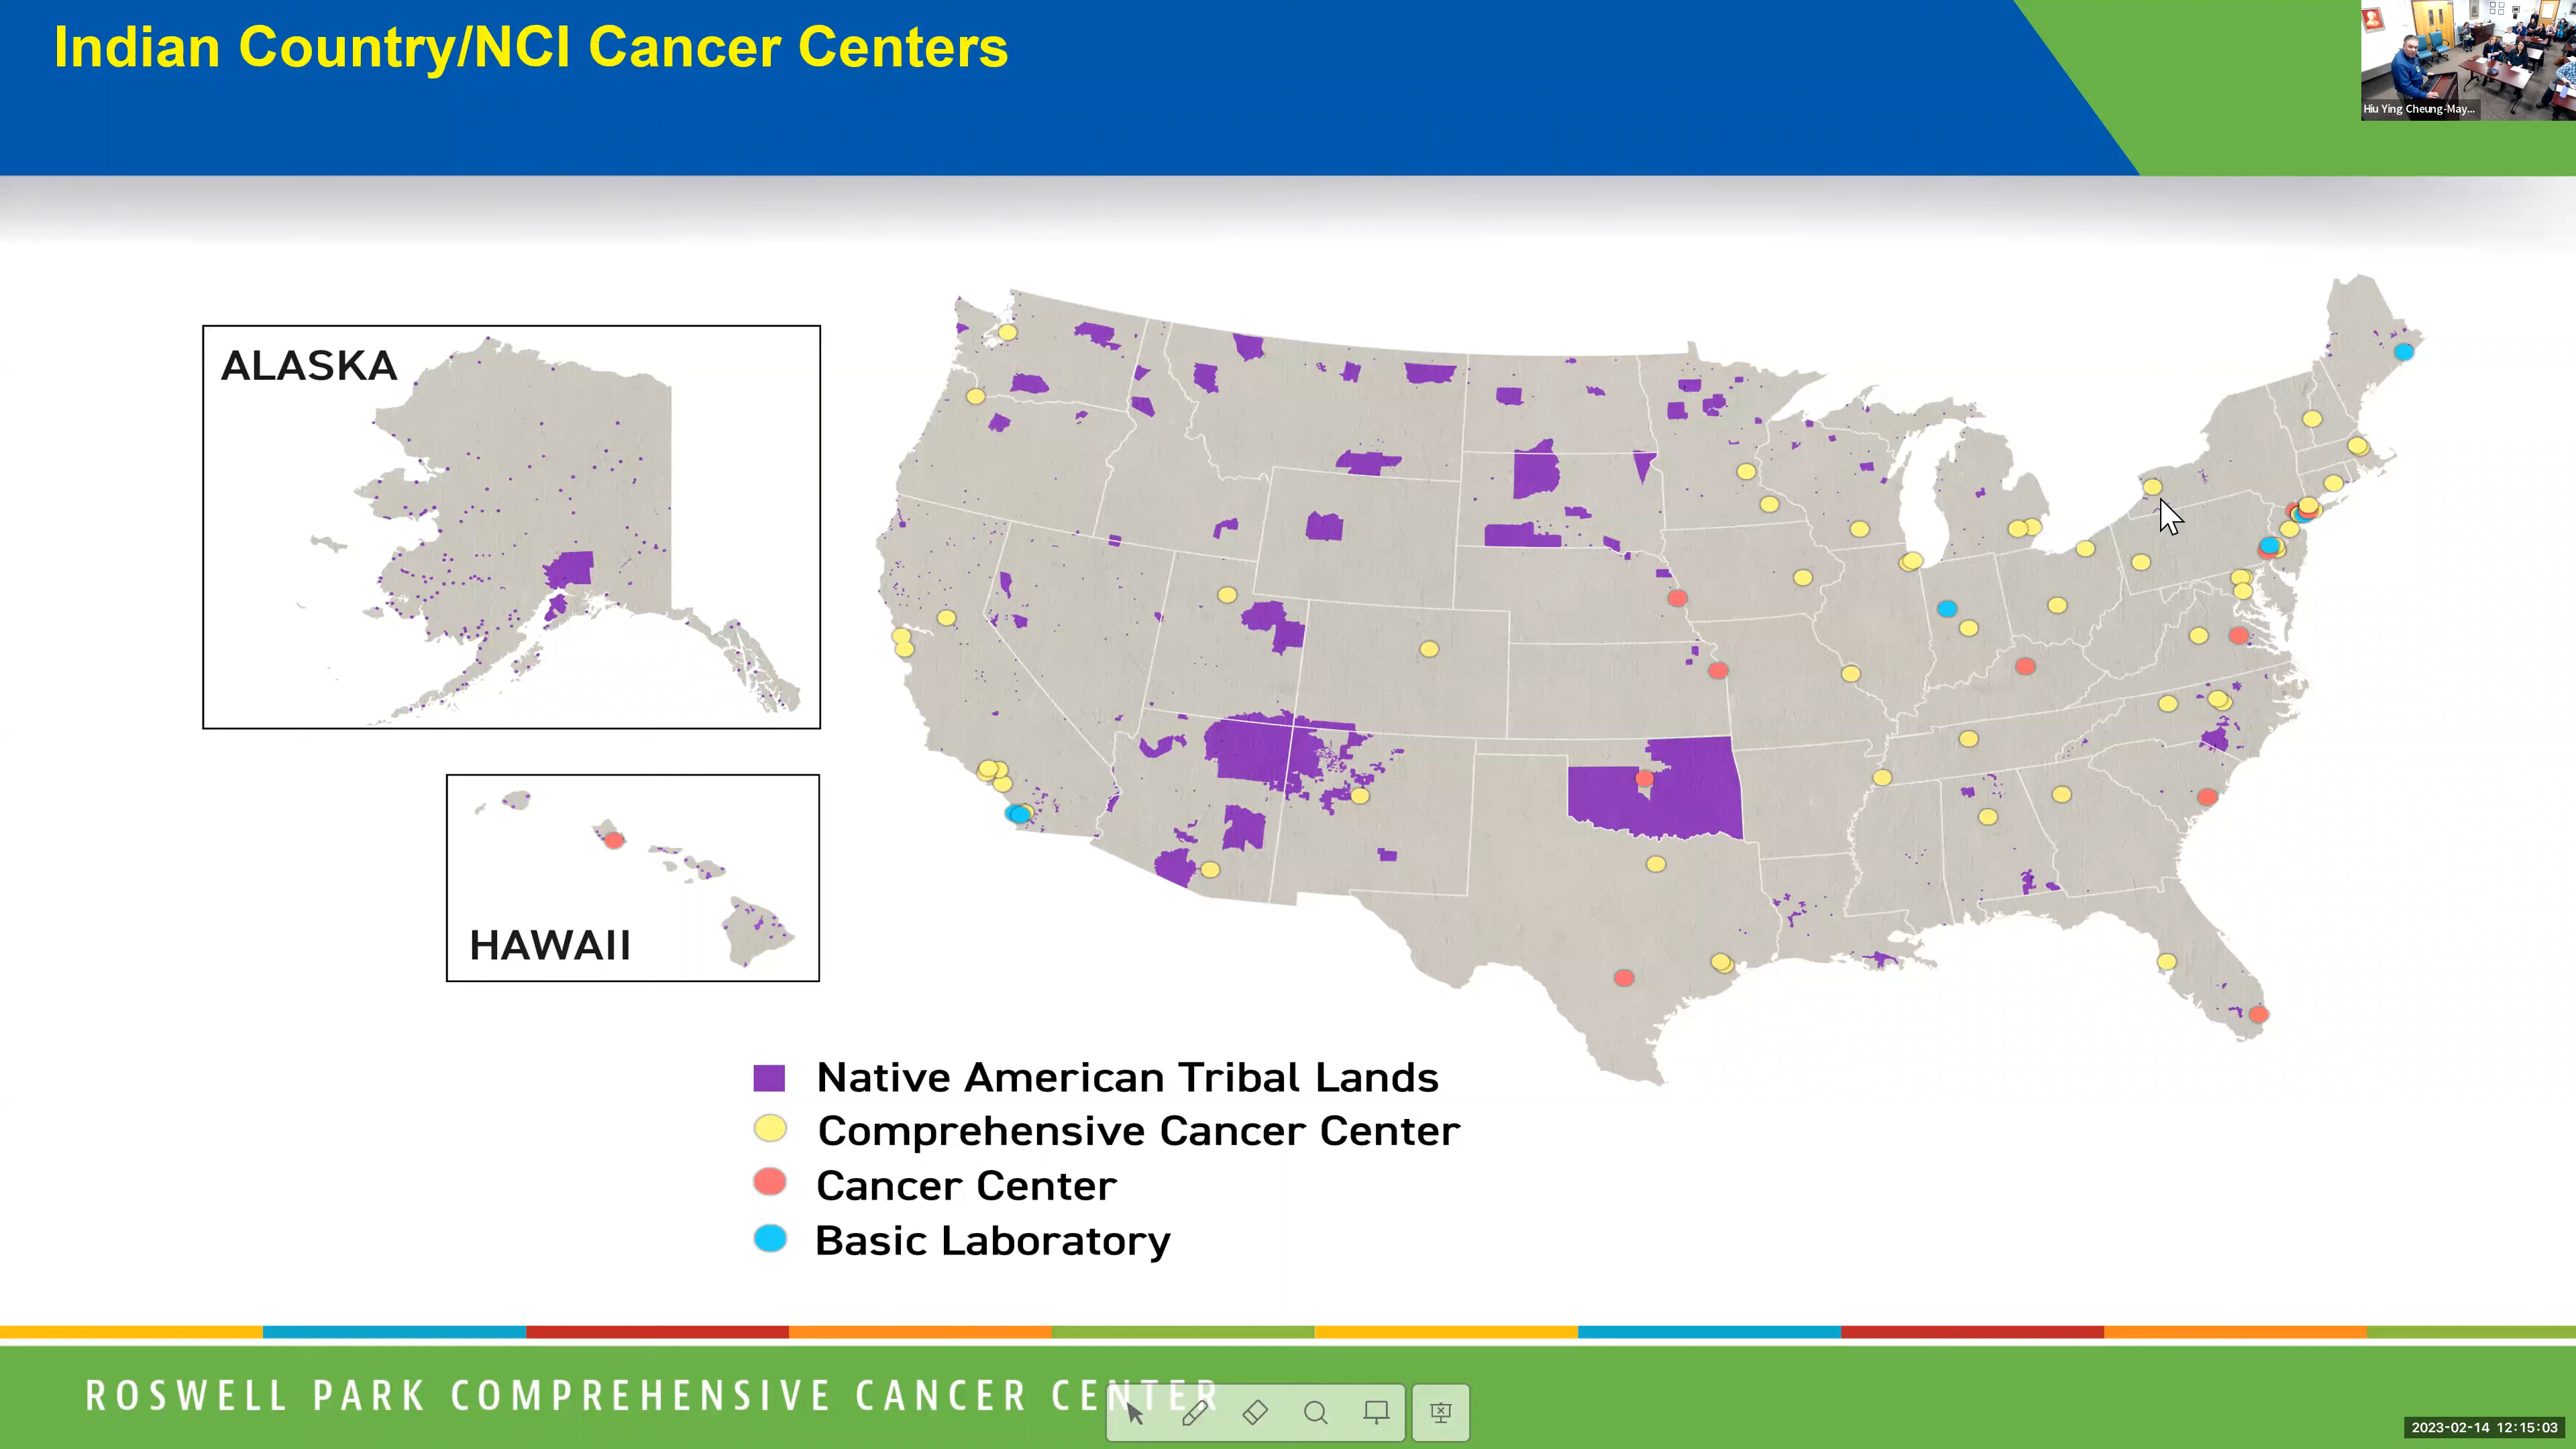 Indian Country/NCI Cancer Centers
Hiu Ying Cheung-May...
ALASKA
HAWAII
Native American Tribal Lands
Comprehensive Cancer Center
Cancer Center
Basic Laboratory
ROSWELL PARK COMPREHENSIVE CANCER CENTER
2023-02-14 12:15:03